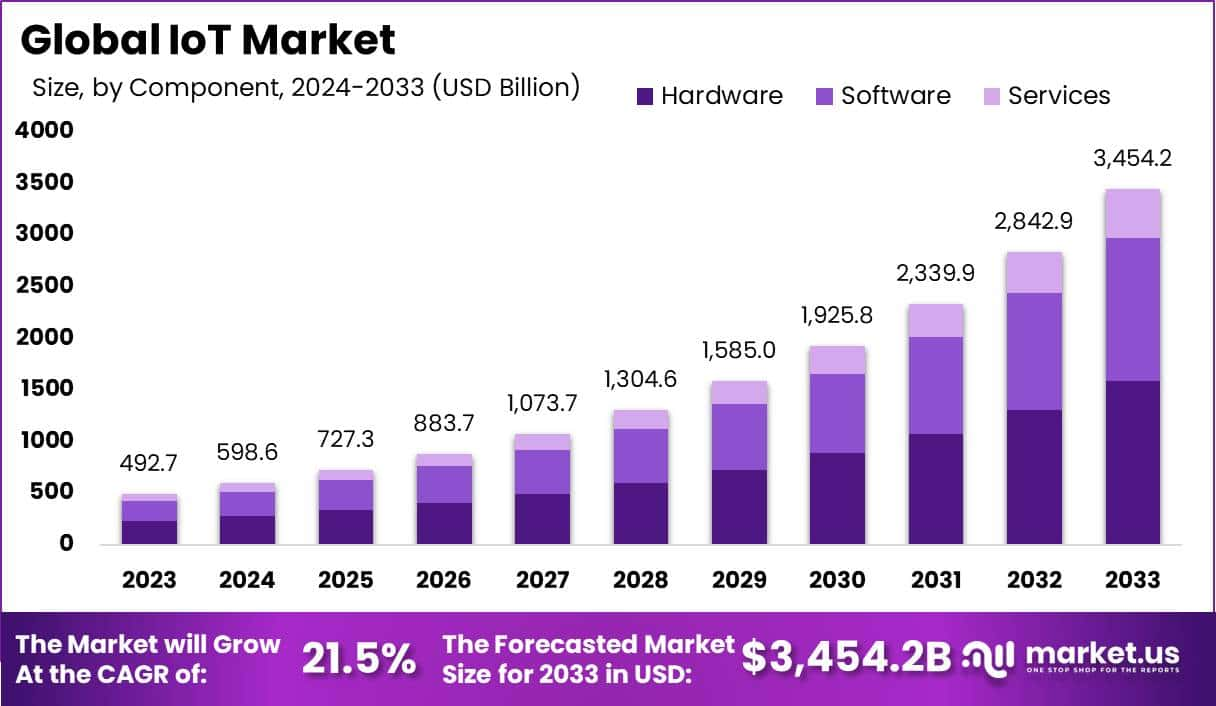 Global IoT Market
Size, by Component, 2024-2033 (USD Billion)
Hardware Software Services
4000
3500
3000
2500
2000
1500
1000
500
0
492.7
598.6
727.3
883.7
1,073.7
1,304.6
1,585.0
1,925.8
2,339.9
2,842.9
3,454.2
2023 2024 2025 2026 2027 2028 2029 2030 2031 2032 2033
The Market will Grow
At the CAGR of:
21.5%
The Forecasted Market
Size for 2033 in USD:
$3,454.2B
market.us
ONE STOP SHOP FOR THE REPORTS